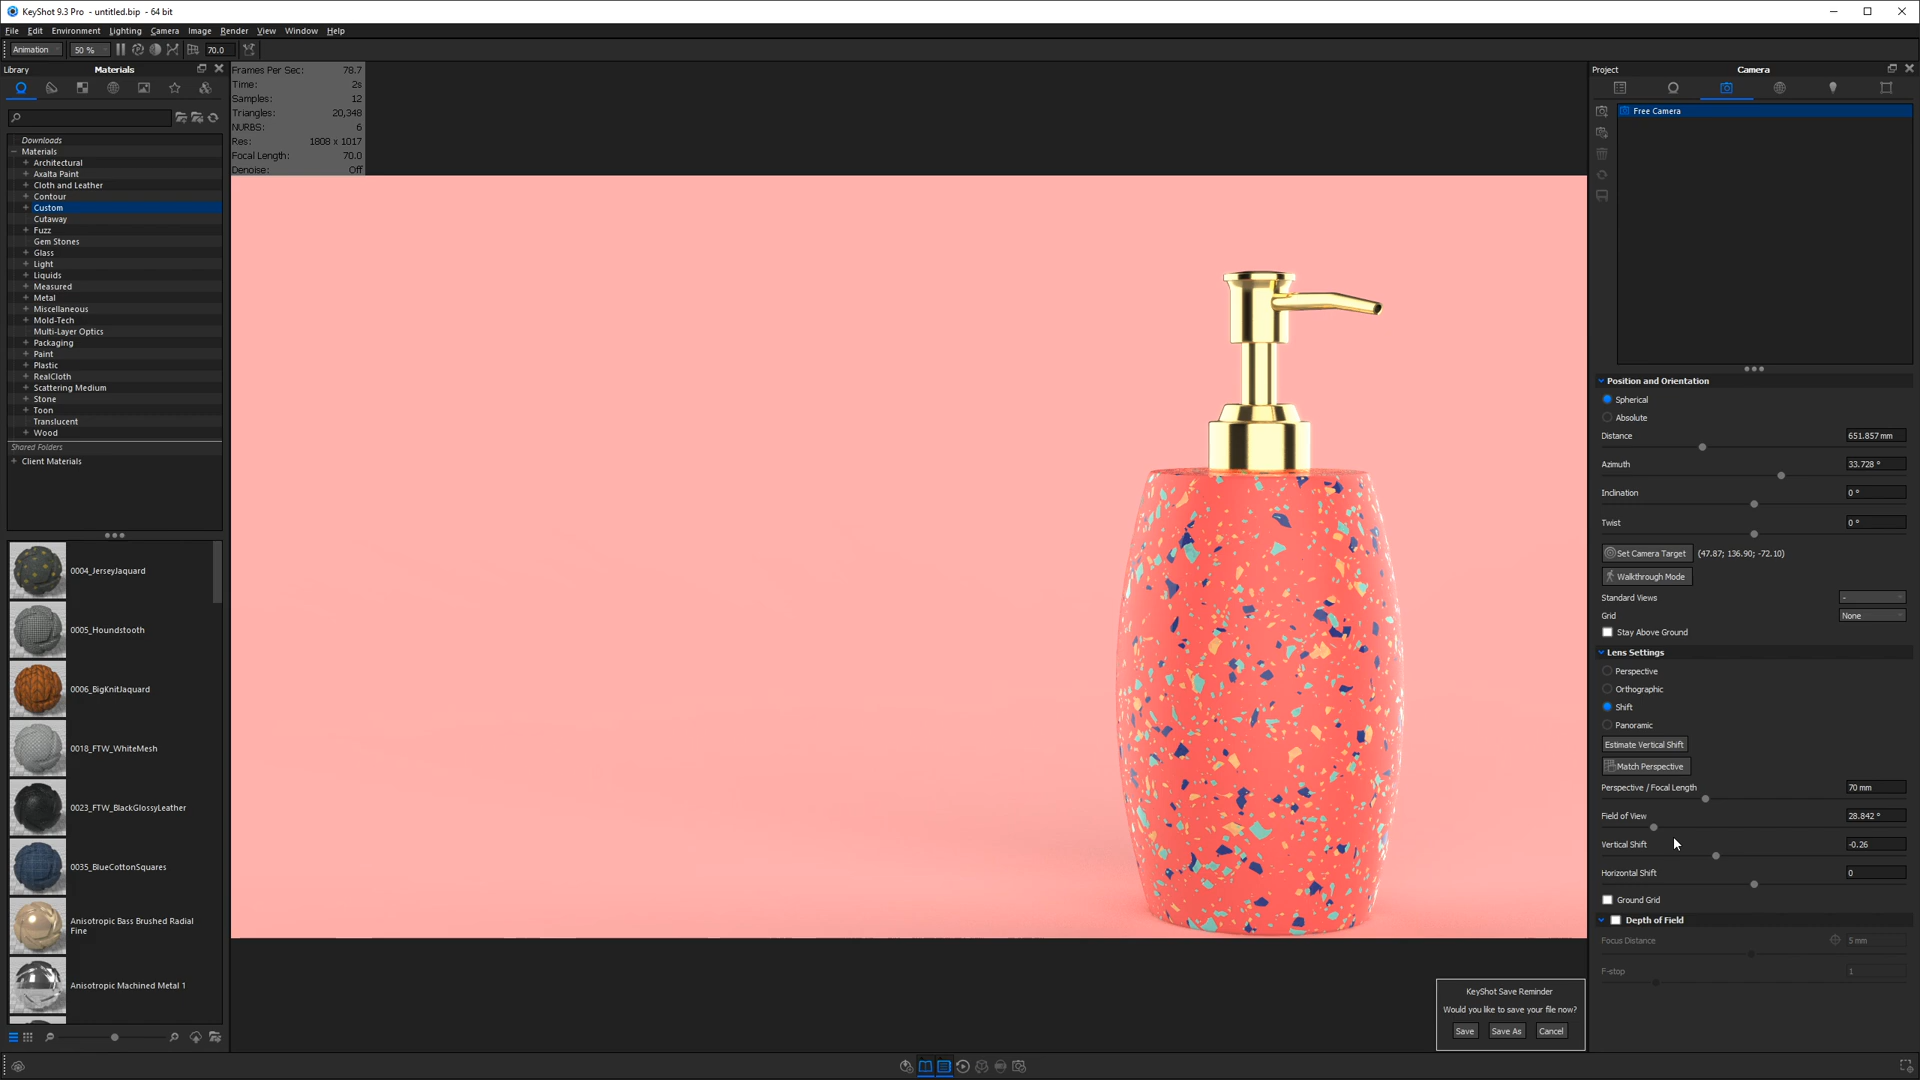 KeyShot 9.3 Pro - untitled.bip - 64 bit
File Edit Environment Lighting Camera Image Render View Window Help
Animation 50 % 70.0
Library Materials
Downloads
Materials
Architectural
Axalta Paint
Cloth and Leather
Contour
Custom
Cutaway
Fuzz
Gem Stones
Glass
Light
Liquids
Measured
Metal
Miscellaneous
Mold-Tech
Multi-Layer Optics
Packaging
Paint
Plastic
RealCloth
Scattering Medium
Stone
Toon
Translucent
Wood
Shared Folders
Client Materials
0004_JerseyJaquard
0005_Houndstooth
0006_BigKnitJaquard
0018_FTW_WhiteMesh
0023_FTW_BlackGlossyLeather
0035_BlueCottonSquares
Anisotropic Bass Brushed Radial
Fine
Anisotropic Machined Metal 1
Frames Per Sec: 78.7
Time: 2s
Samples: 12
Triangles: 20,348
NURBS: 6
Res: 1808 x 1017
Focal Length: 70.0
Denoise: Off
KeyShot Save Reminder
Would you like to save your file now?
Save Save As Cancel
Project Camera
Free Camera
Position and Orientation
Spherical
Absolute
Distance 651.857 mm
Azimuth 33.728 °
Inclination 0 °
Twist 0 °
Set Camera Target (47.87; 136.90; -72.10)
Walkthrough Mode
Standard Views -
Grid None
Stay Above Ground
Lens Settings
Perspective
Orthographic
Shift
Panoramic
Estimate Vertical Shift
Match Perspective
Perspective / Focal Length 70 mm
Field of View 28.842 °
Vertical Shift -0.26
Horizontal Shift 0
Ground Grid
Depth of Field
Focus Distance 5 mm
F-stop 1